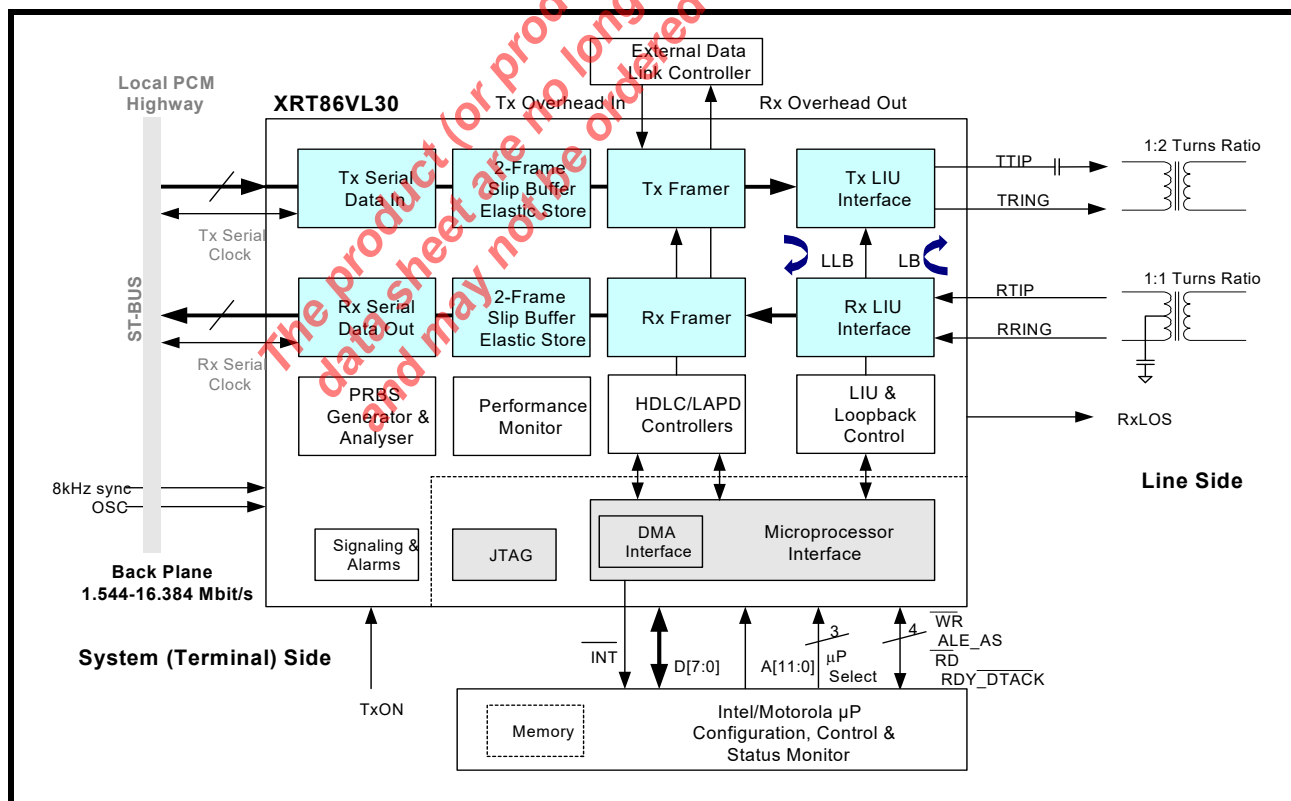 External Data
Link Controller
Local PCM
Highway
XRT86VL30
Tx Overhead In
Rx Overhead Out
Tx Serial
Data In
2-Frame
Slip Buffer
Elastic Store
Tx Framer
Tx LIU
Interface
TTIP
TRING
1:2 Turns Ratio
Tx Serial
Clock
LLB
LB
ST-BUS
Rx Serial
Data Out
2-Frame
Slip Buffer
Elastic Store
Rx Framer
Rx LIU
Interface
RTIP
RRING
1:1 Turns Ratio
Rx Serial
Clock
PRBS
Generator &
Analyser
Performance
Monitor
HDLC/LAPD
Controllers
LIU &
Loopback
Control
RxLOS
Line Side
8kHz sync
OSC
Signaling &
Alarms
JTAG
DMA
Interface
Microprocessor
Interface
Back Plane
1.544-16.384 Mbit/s
System (Terminal) Side
TxON
INT
D[7:0]
A[11:0]
3
µP
Select
4
WR
ALE_AS
RD
RDY_DTACK
Memory
Intel/Motorola µP
Configuration, Control &
Status Monitor
The product (or prod
data sheet are no long
and may not be ordered